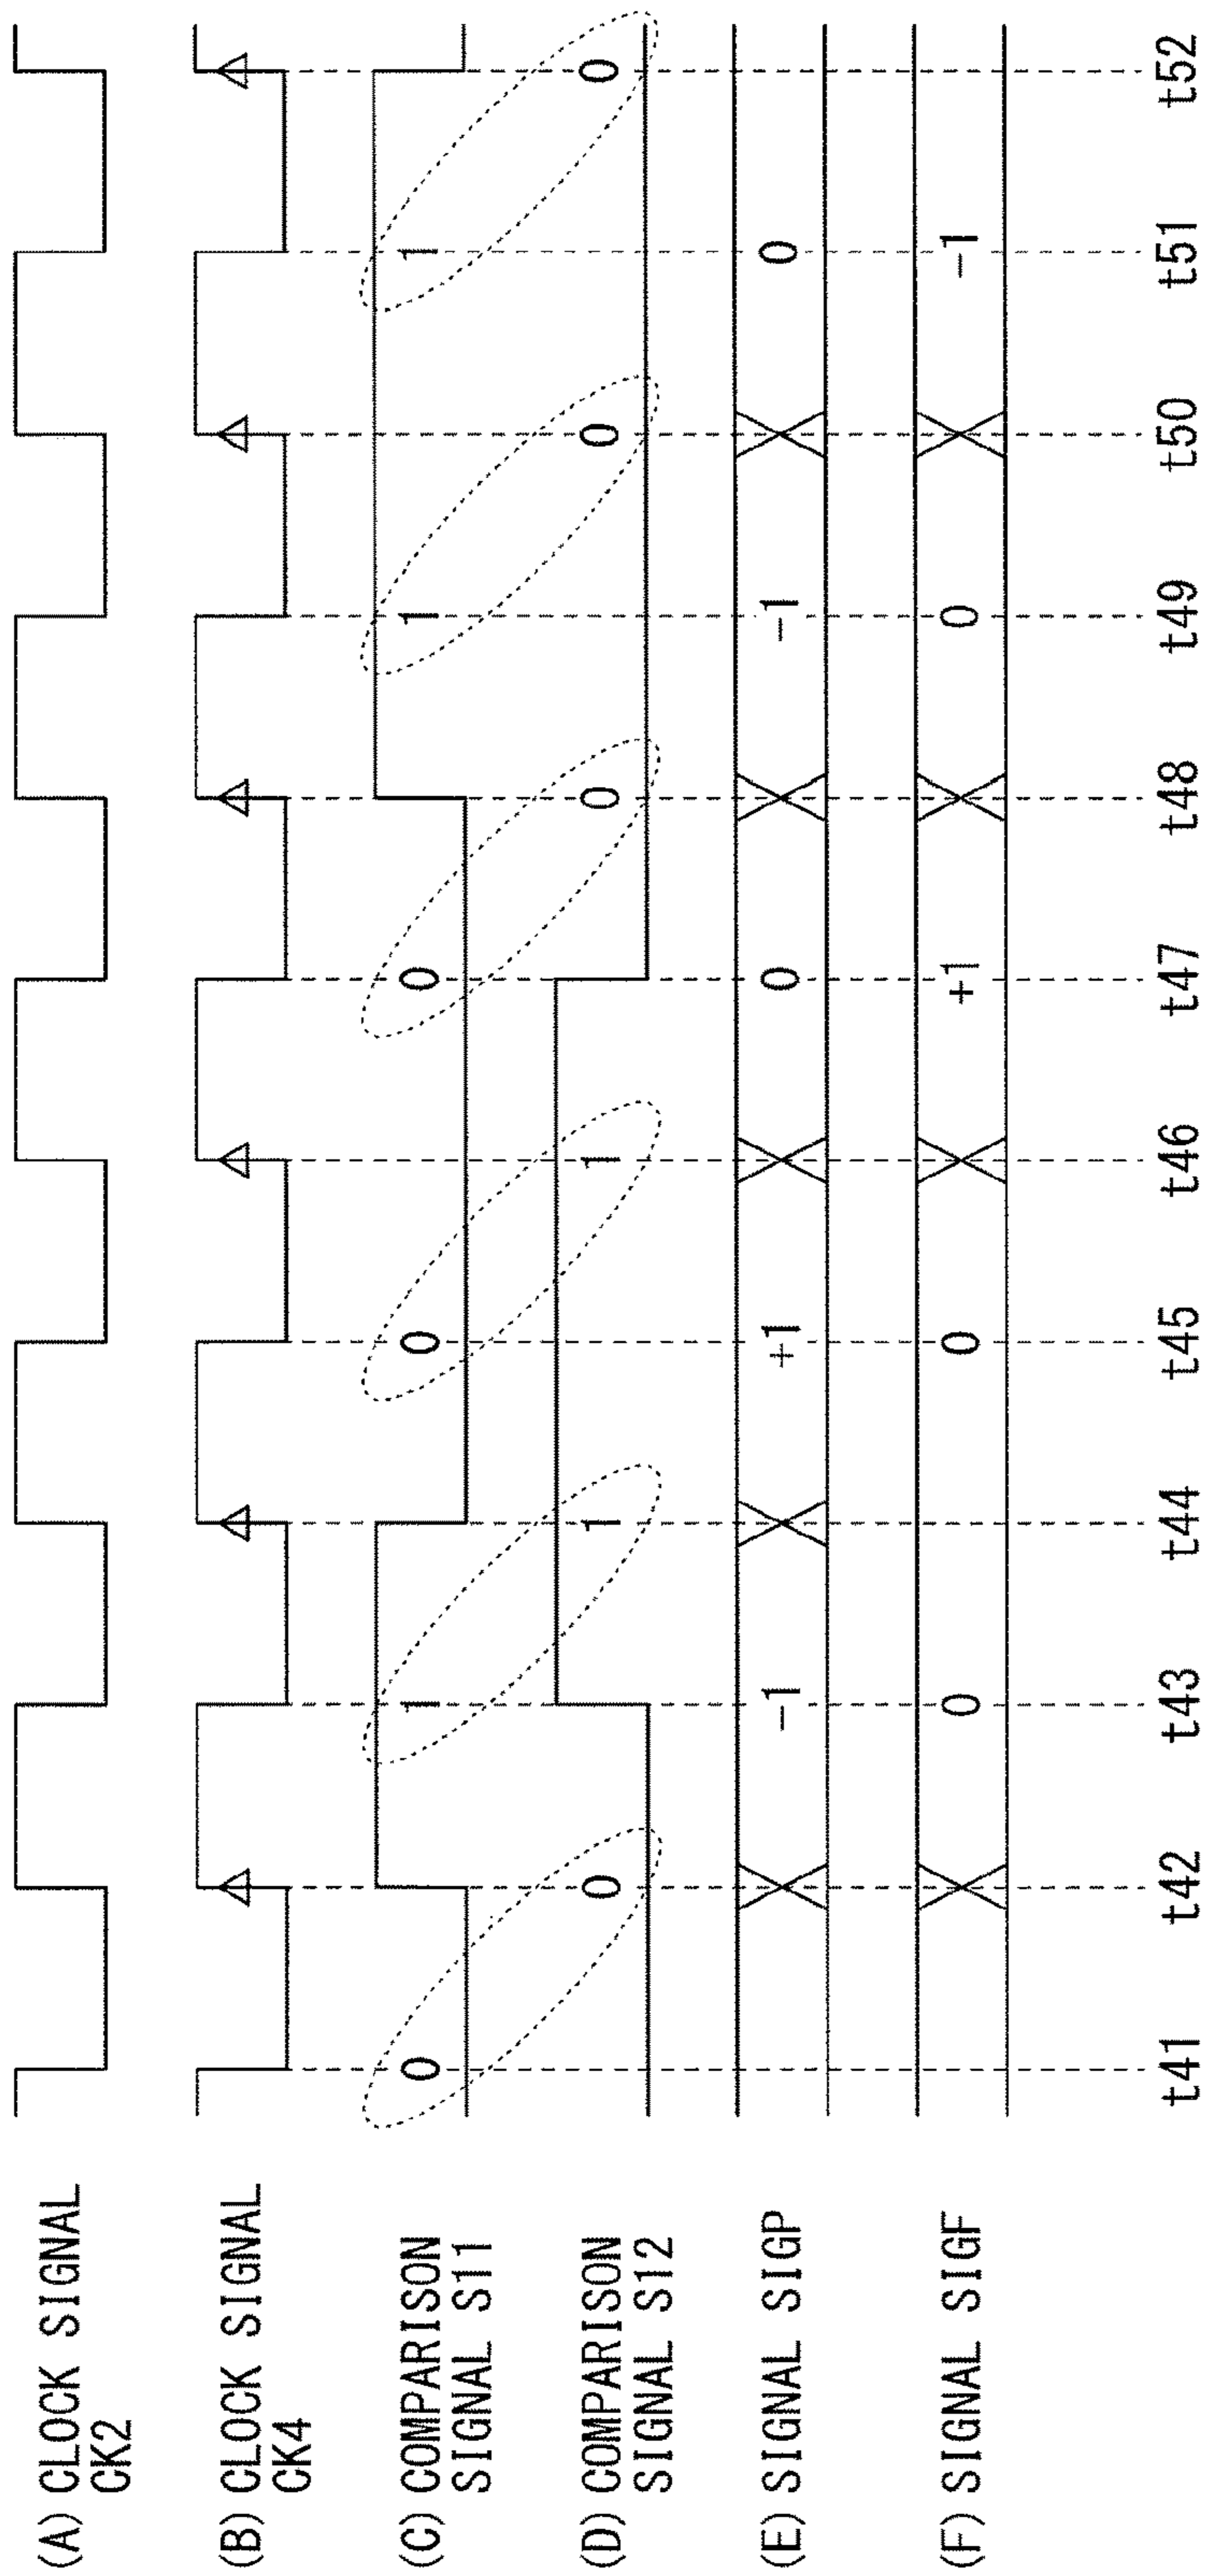 (A) CLOCK SIGNAL
CK2
(B) CLOCK SIGNAL
CK4
(C) COMPARISON
SIGNAL S11
0 1 0 0 1 1
(D) COMPARISON
SIGNAL S12
0 1 1 0 0 0
(E) SIGNAL SIGP
-1 +1 0 -1 0
(F) SIGNAL SIGF
0 0 +1 0 -1
t41 t42 t43 t44 t45 t46 t47 t48 t49 t50 t51 t52